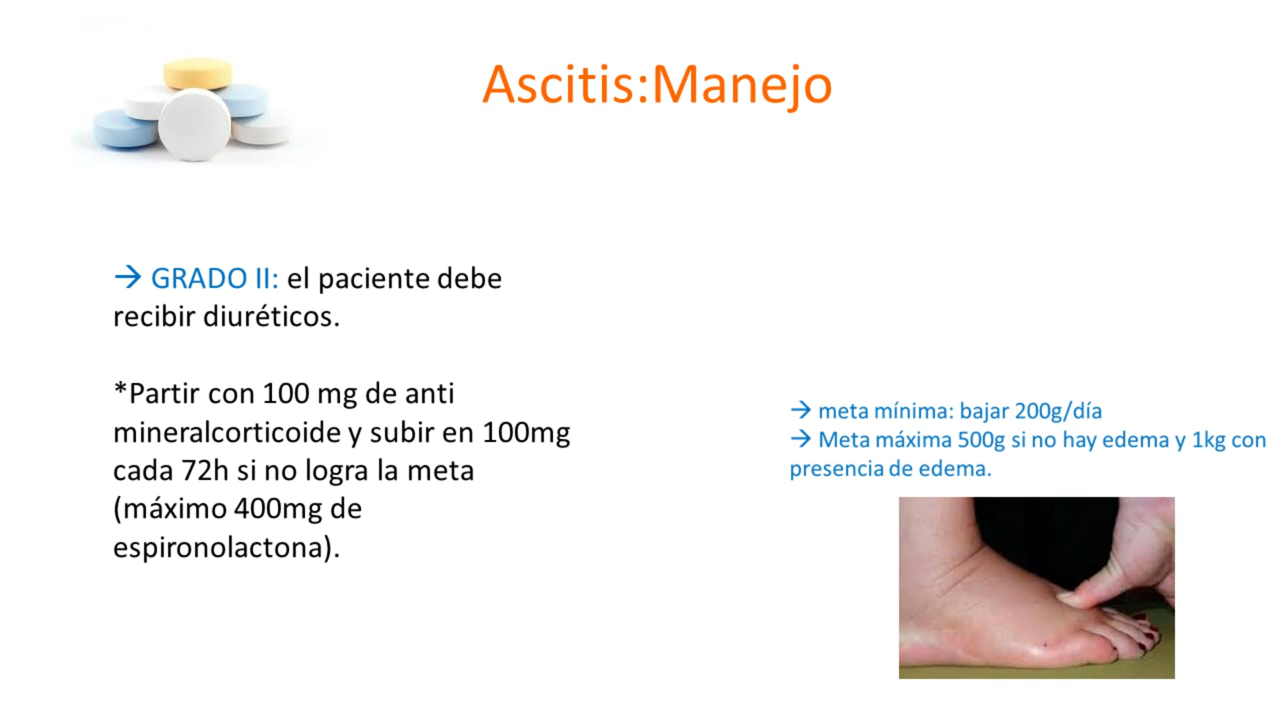 Ascitis:Manejo
→ GRADO II: el paciente debe
recibir diuréticos.
*Partir con 100 mg de anti
mineralcorticoide y subir en 100mg
cada 72h si no logra la meta
(máximo 400mg de
espironolactona).
→ meta mínima: bajar 200g/día
→ Meta máxima 500g si no hay edema y 1kg con
presencia de edema.